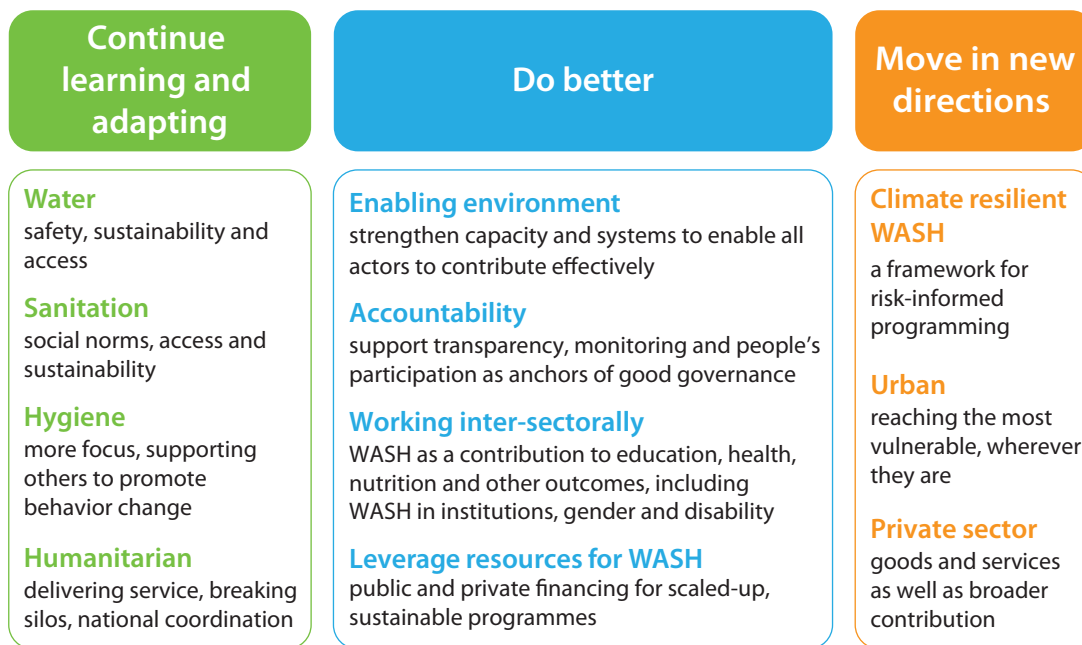 Continue
learning and
adapting
Water
safety, sustainability and
access
Sanitation
social norms, access and
sustainability
Hygiene
more focus, supporting
others to promote
behavior change
Humanitarian
delivering service, breaking
silos, national coordination
Do better
Enabling environment
strengthen capacity and systems to enable all
actors to contribute effectively
Accountability
support transparency, monitoring and people’s
participation as anchors of good governance
Working inter-sectorally
WASH as a contribution to education, health,
nutrition and other outcomes, including
WASH in institutions, gender and disability
Leverage resources for WASH
public and private financing for scaled-up,
sustainable programmes
Move in new
directions
Climate resilient
WASH
a framework for
risk-informed
programming
Urban
reaching the most
vulnerable, wherever
they are
Private sector
goods and services
as well as broader
contribution